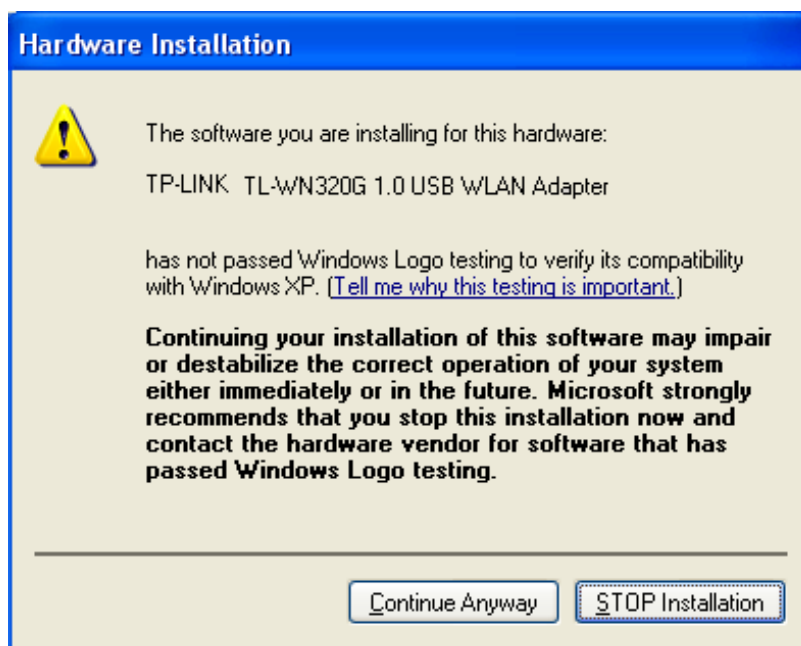 Hardware Installation
The software you are installing for this hardware:
TP-LINK TL-WN320G 1.0 USB WLAN Adapter
has not passed Windows Logo testing to verify its compatibility
with Windows XP. (Tell me why this testing is important.)
Continuing your installation of this software may impair
or destabilize the correct operation of your system
either immediately or in the future. Microsoft strongly
recommends that you stop this installation now and
contact the hardware vendor for software that has
passed Windows Logo testing.
Continue Anyway
STOP Installation